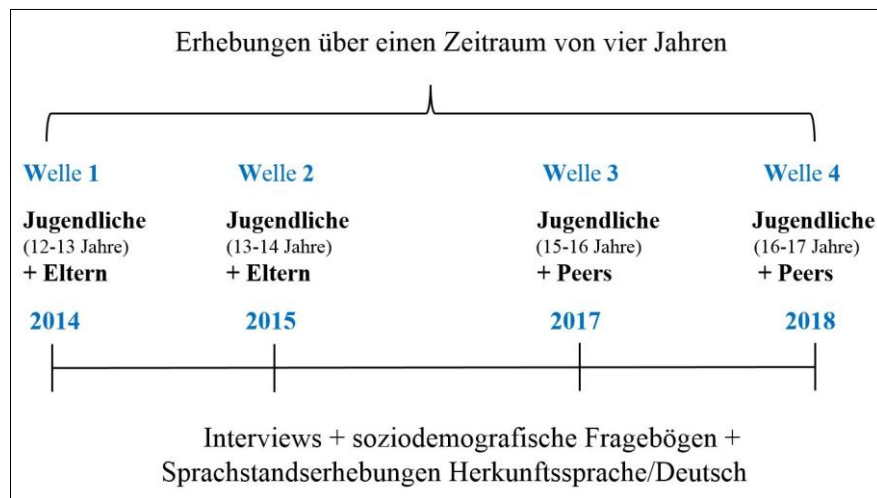 Erhebungen über einen Zeitraum von vier Jahren
Welle 1
Jugendliche
(12-13 Jahre)
+ Eltern
2014
Welle 2
Jugendliche
(13-14 Jahre)
+ Eltern
2015
Welle 3
Jugendliche
(15-16 Jahre)
+ Peers
2017
Welle 4
Jugendliche
(16-17 Jahre)
+ Peers
2018
Interviews + soziodemografische Fragebögen +
Sprachstandserhebungen Herkunftssprache/Deutsch